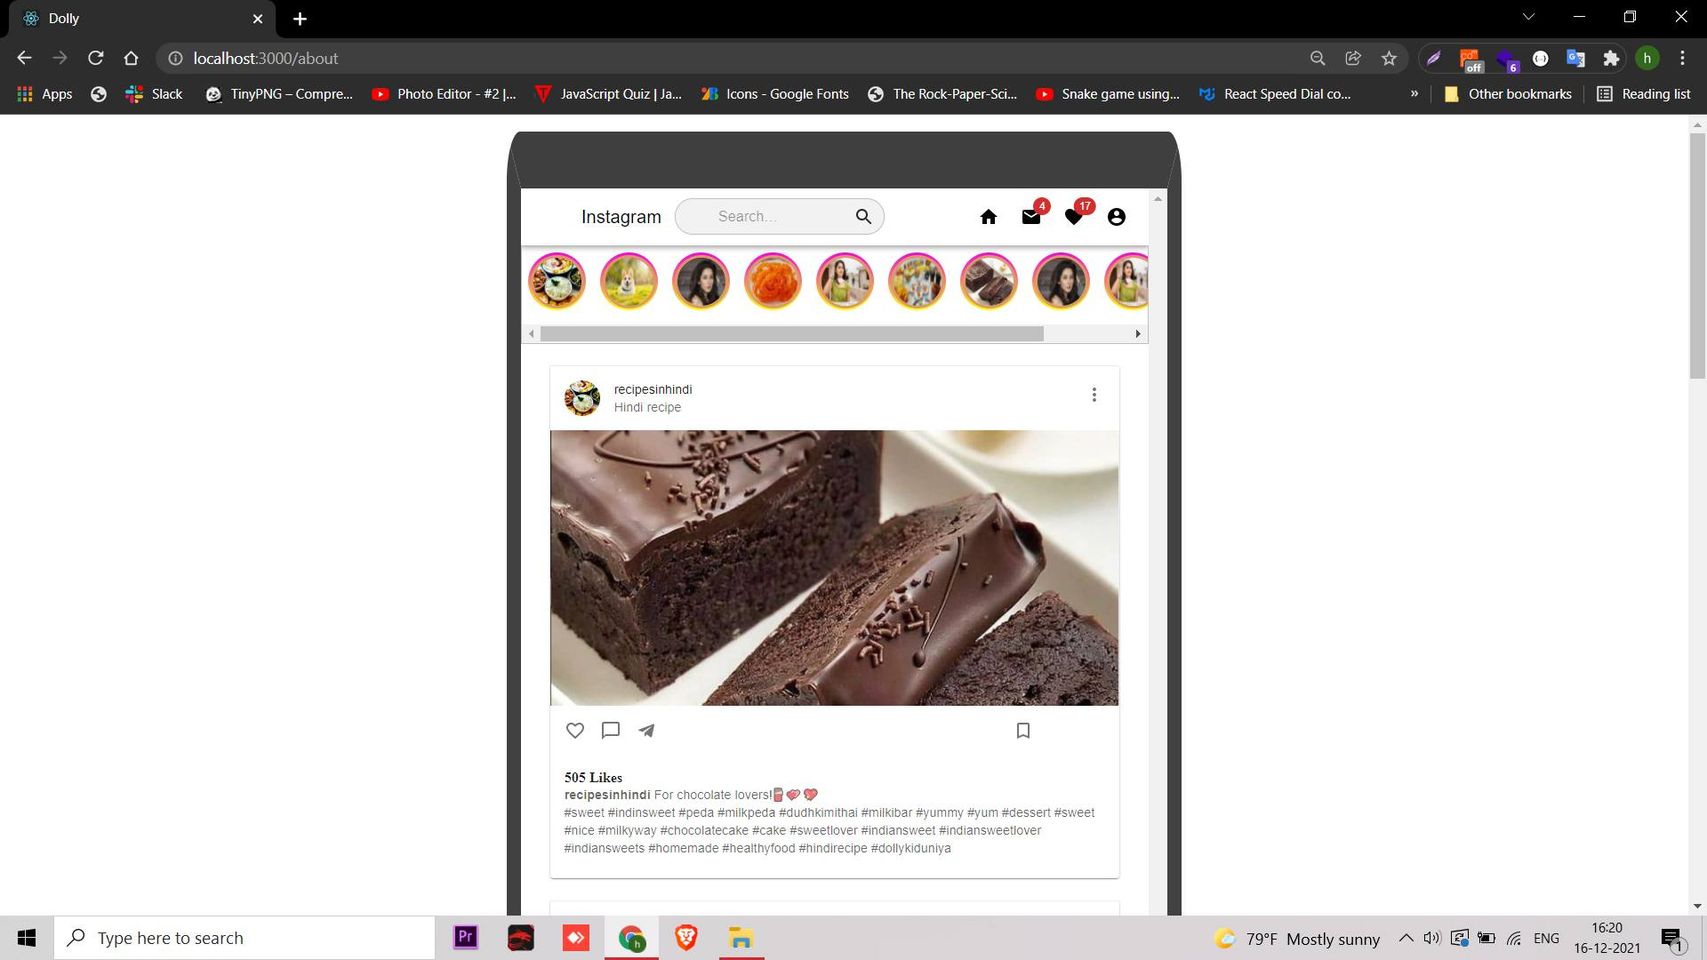 Dolly
localhost:3000/about
off
6
h
Apps
Slack
TinyPNG – Compre...
Photo Editor - #2 |...
JavaScript Quiz | Ja...
Icons - Google Fonts
The Rock-Paper-Sci...
Snake game using...
React Speed Dial co...
»
Other bookmarks
Reading list
Instagram
Search...
4
17
recipesinhindi
Hindi recipe
505 Likes
recipesinhindi For chocolate lovers!🍫💕💖
#sweet #indinsweet #peda #milkpeda #dudhkimithai #milkibar #yummy #yum #dessert #sweet
#nice #milkyway #chocolatecake #cake #sweetlover #indiansweet #indiansweetlover
#indiansweets #homemade #healthyfood #hindirecipe #dollykiduniya
Type here to search
Pr
h
79°F Mostly sunny
ENG
16:20
16-12-2021
1